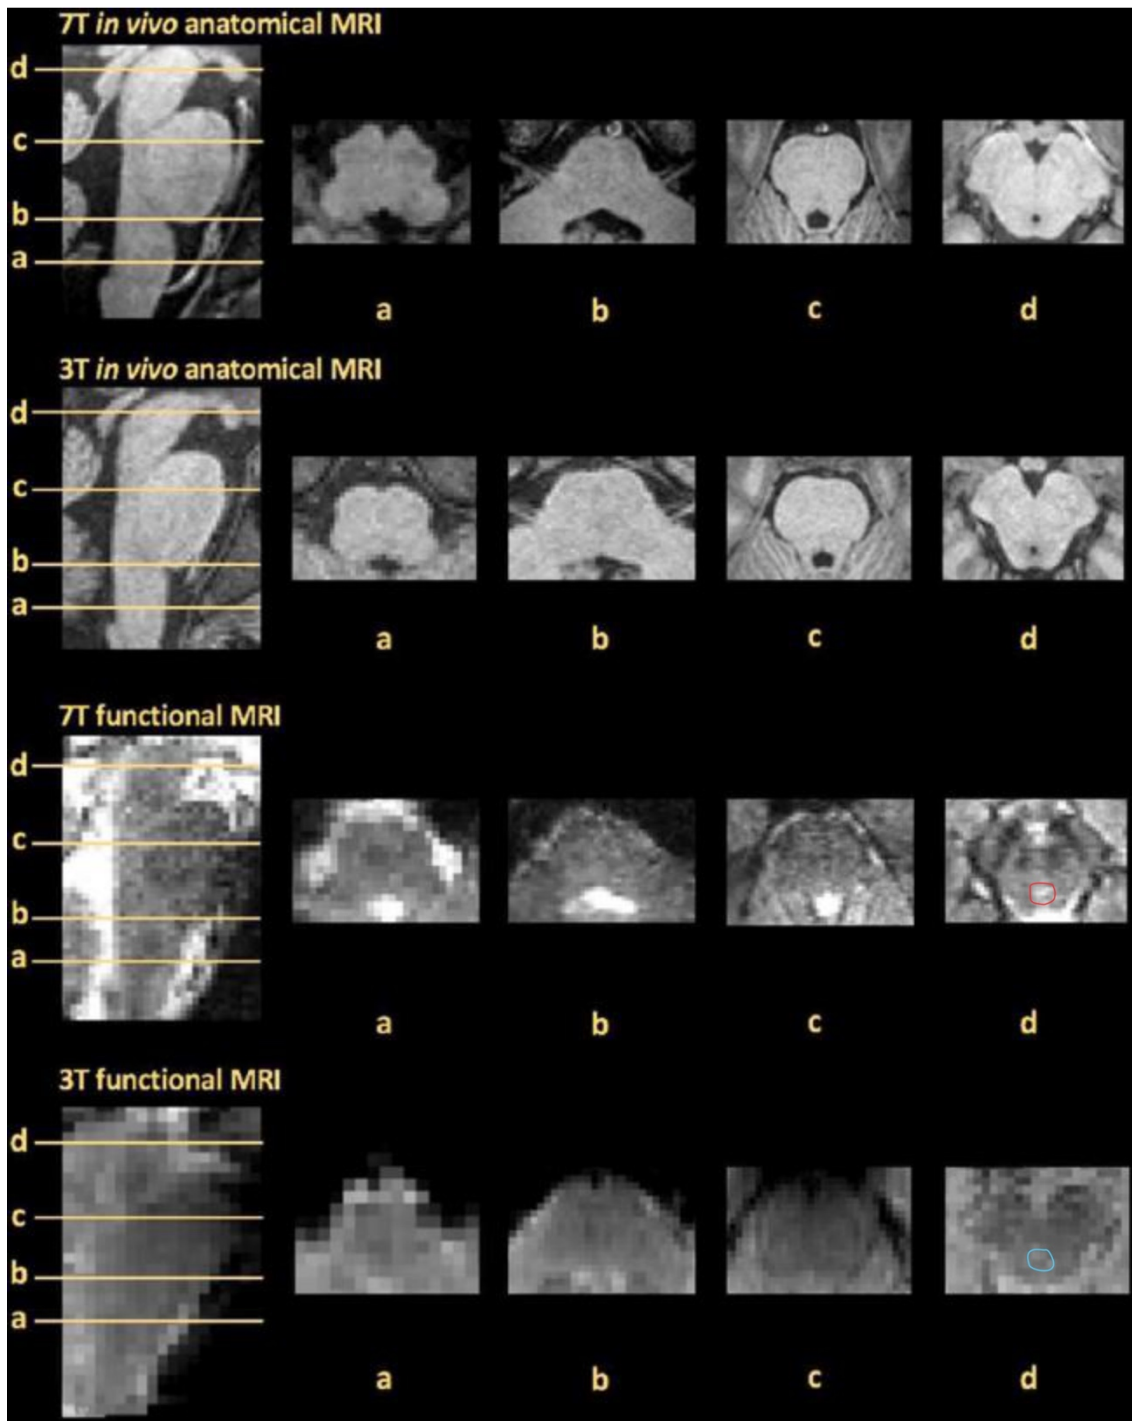 7T in vivo anatomical MRI
d
c
b
a
a b c d
3T in vivo anatomical MRI
d
c
b
a
a b c d
7T functional MRI
d
c
b
a
a b c d
3T functional MRI
d
c
b
a
a b c d